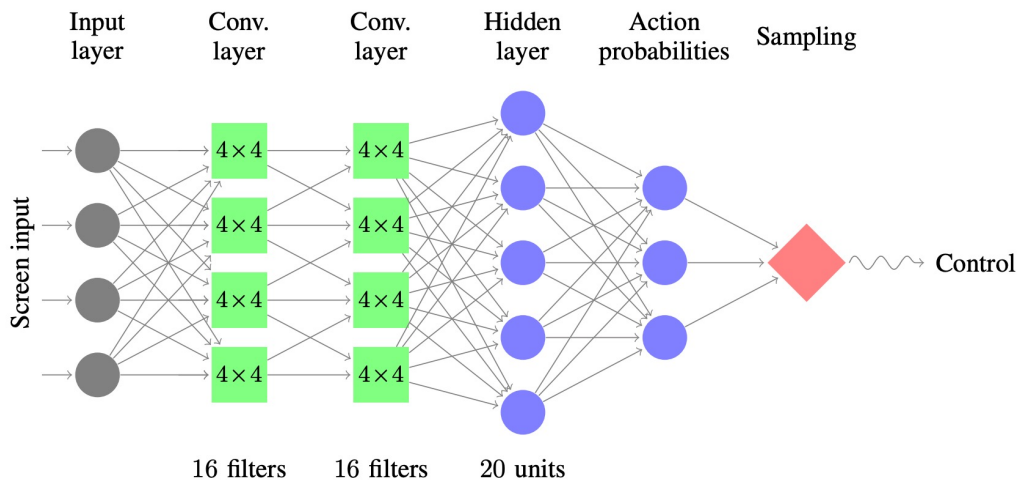 Input
layer
Conv.
layer
Conv.
layer
Hidden
layer
Action
probabilities
Sampling
Screen input
4×4
4×4
4×4
4×4
4×4
4×4
4×4
4×4
Control
16 filters
16 filters
20 units